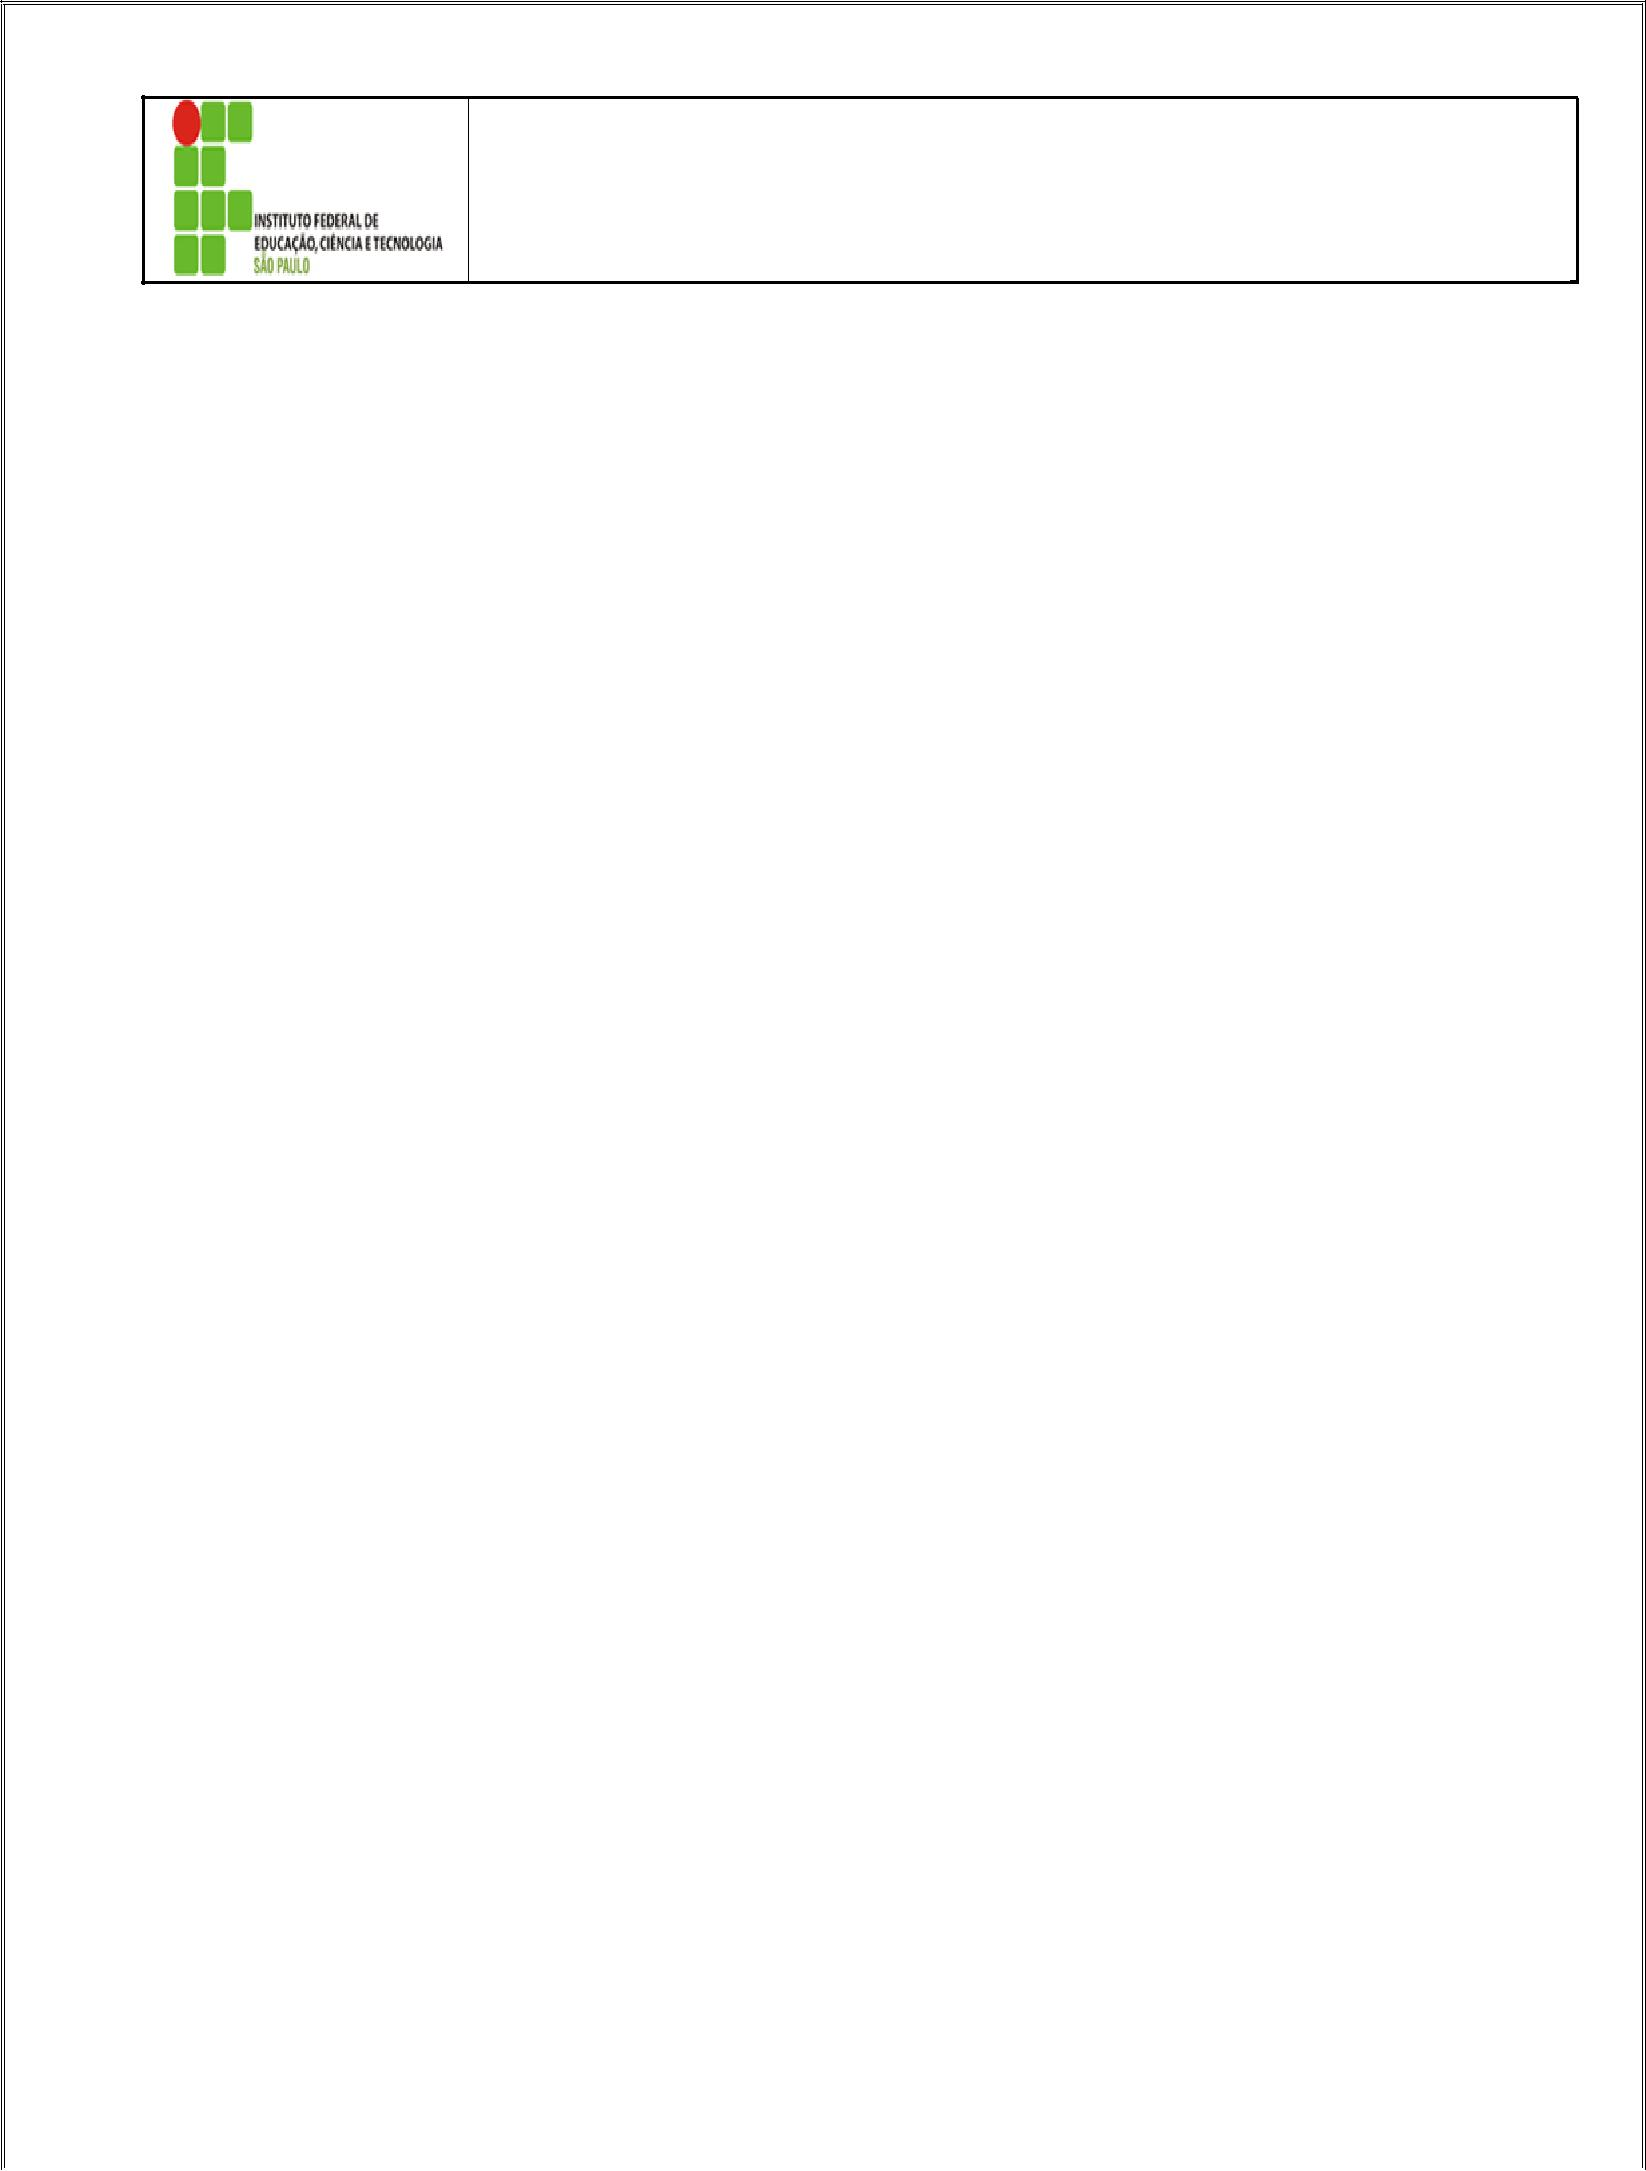 INSTITUTO FEDERAL DE
EDUCAÇÃO, CIÊNCIA E TECNOLOGIA
SÃO PAULO